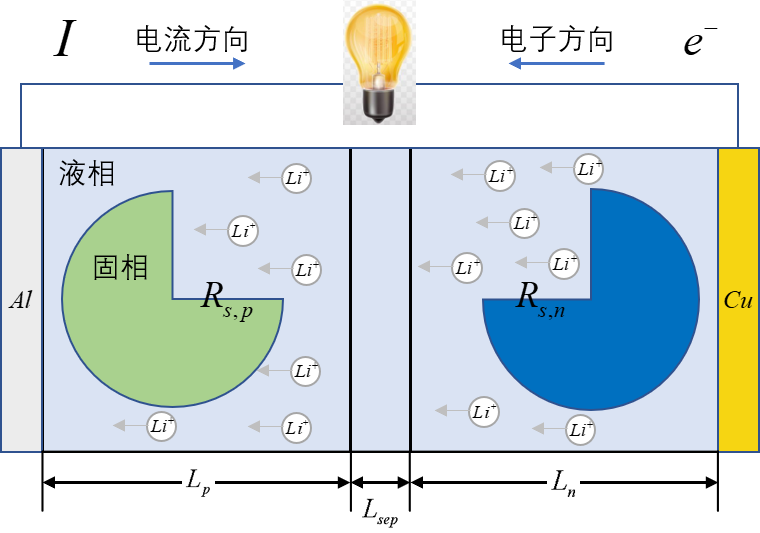 I 电流方向 电子方向 e⁻
液相
Li⁺ Li⁺ Li⁺
Li⁺ Li⁺
固相
Li⁺ Li⁺ Li⁺
Al R_{s,p} R_{s,n} Cu
Li⁺
Li⁺ Li⁺ Li⁺ Li⁺
L_p L_{sep} L_n